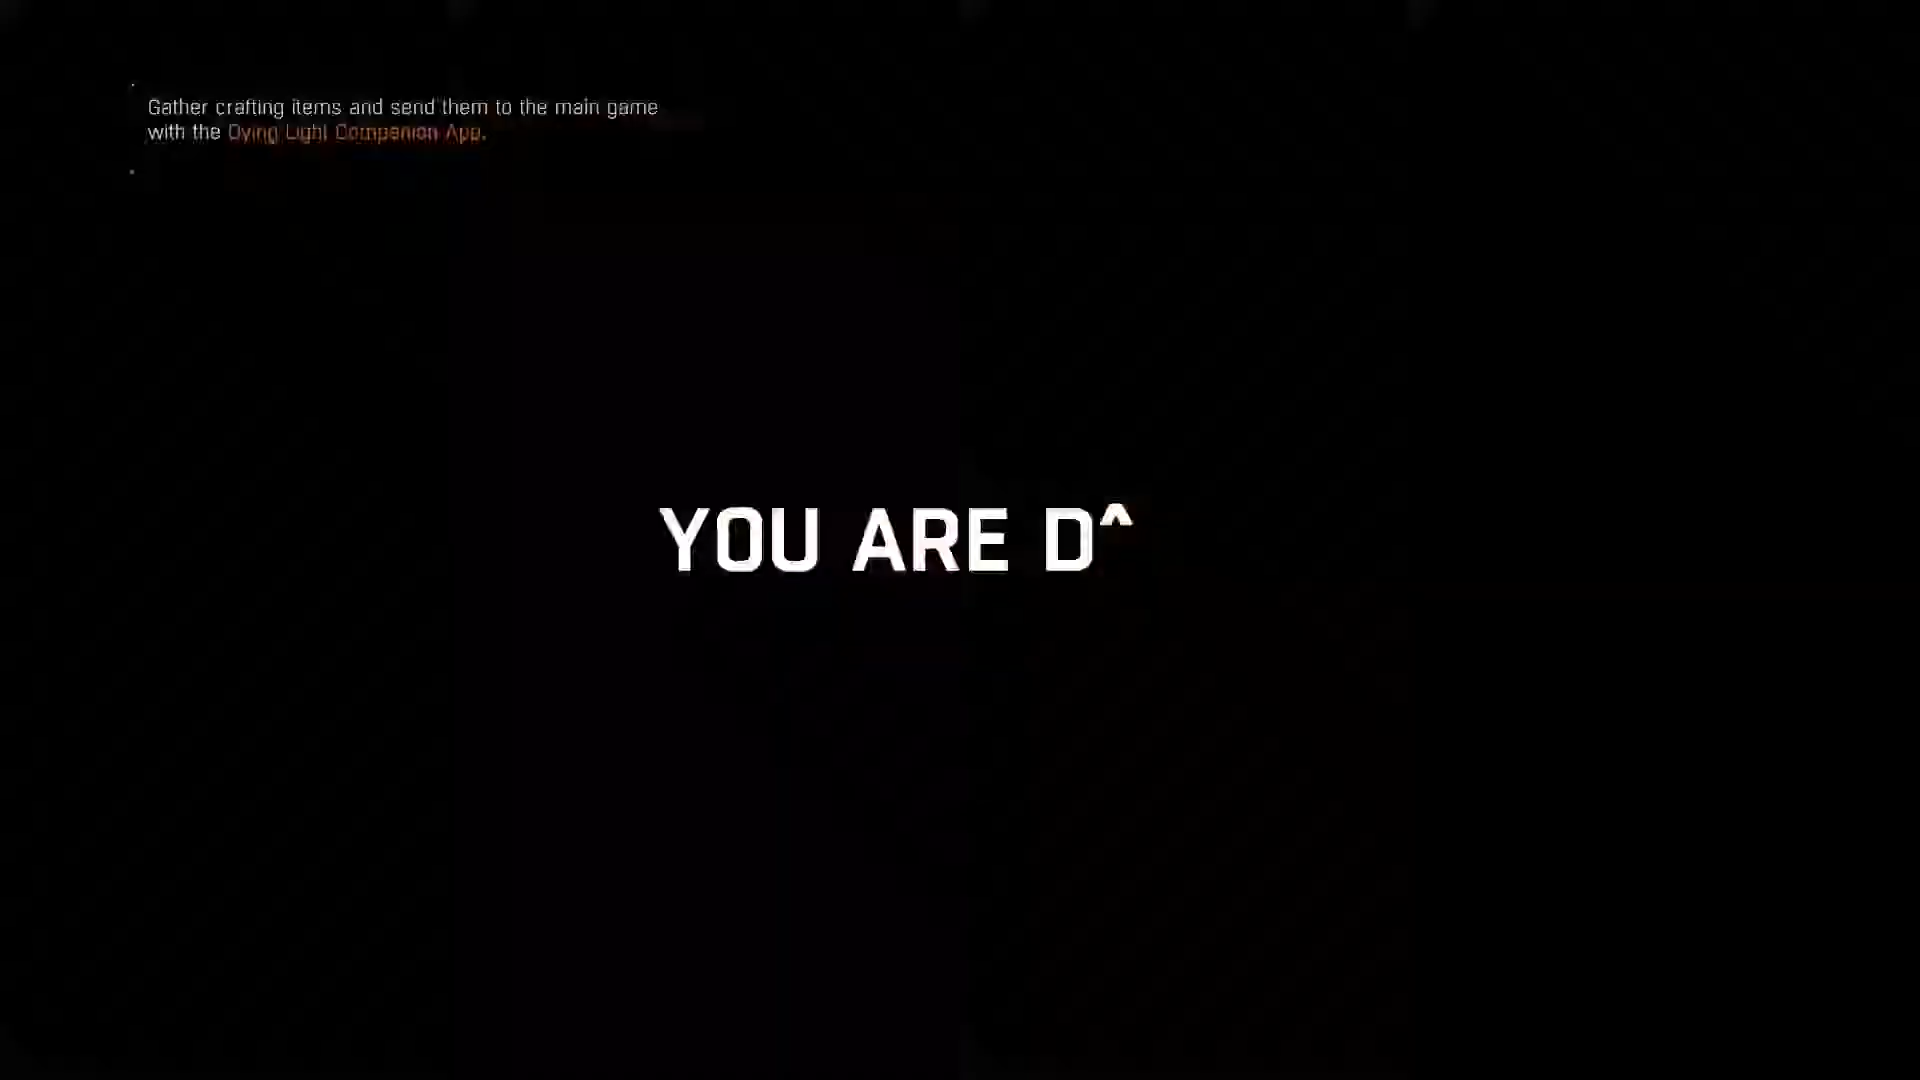 Gather crafting items and send them to the main game
with the Dying Light Companion App.
YOU ARE D^